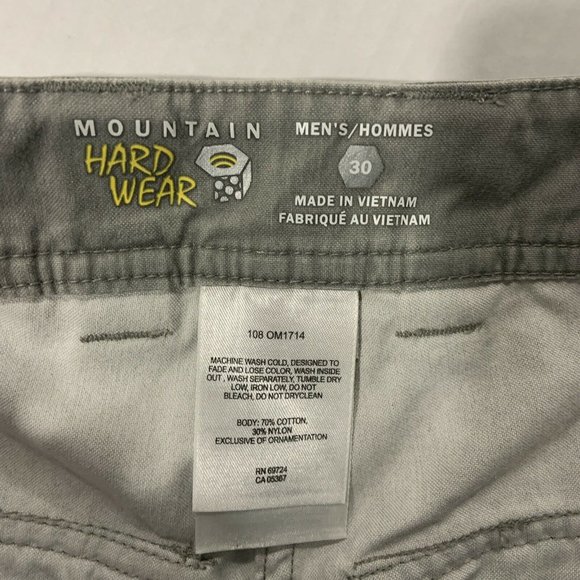 MOUNTAIN
HARD
WEAR
MEN'S/HOMMES
30
MADE IN VIETNAM
FABRIQUÉ AU VIETNAM
108 OM1714
MACHINE WASH COLD, DESIGNED TO
FADE AND LOSE COLOR, WASH INSIDE
OUT , WASH SEPARATELY, TUMBLE DRY
LOW, IRON LOW, DO NOT
BLEACH, DO NOT DRYCLEAN
BODY: 70% COTTON,
30% NYLON
EXCLUSIVE OF ORNAMENTATION
RN 69724
CA 05367